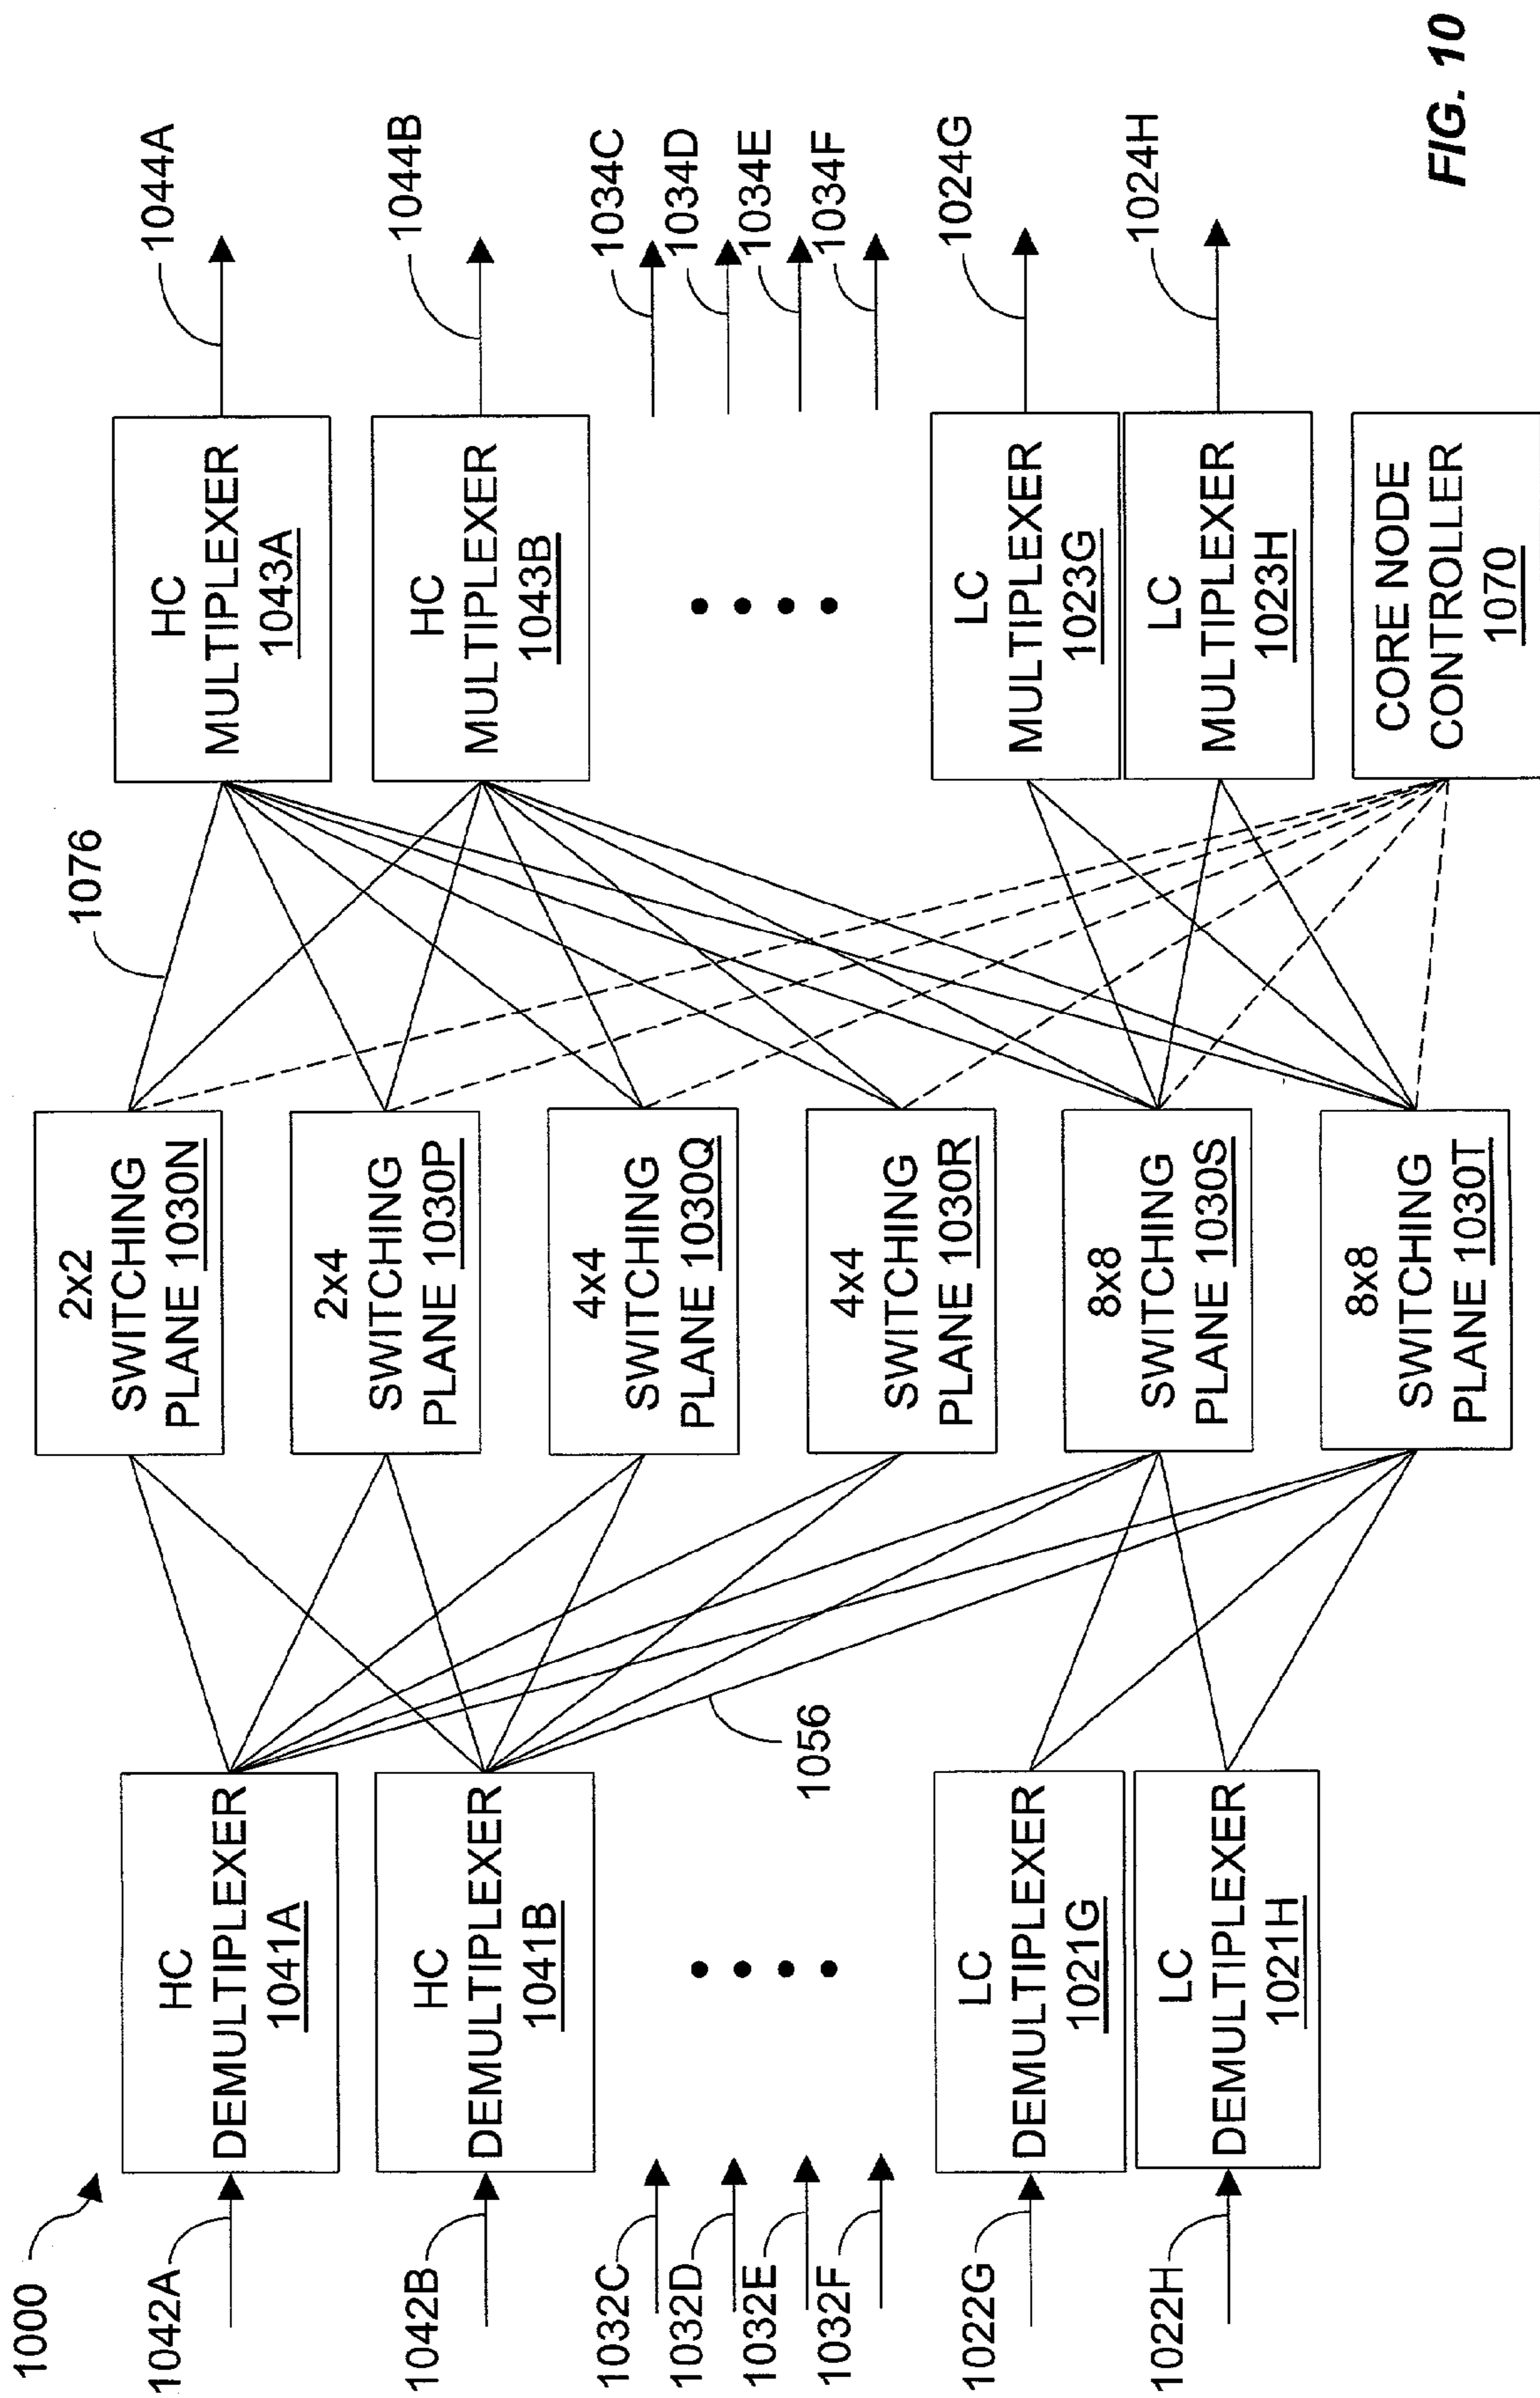 1000
1042A
1042B
1032C
1032D
1032E
1032F
1022G
1022H
HC
DEMULTIPLEXER
1041A
HC
DEMULTIPLEXER
1041B
LC
DEMULTIPLEXER
1021G
LC
DEMULTIPLEXER
1021H
1056
2x2
SWITCHING
PLANE 1030N
2x4
SWITCHING
PLANE 1030P
4x4
SWITCHING
PLANE 1030Q
4x4
SWITCHING
PLANE 1030R
8x8
SWITCHING
PLANE 1030S
8x8
SWITCHING
PLANE 1030T
1076
HC
MULTIPLEXER
1043A
HC
MULTIPLEXER
1043B
LC
MULTIPLEXER
1023G
LC
MULTIPLEXER
1023H
CORE NODE
CONTROLLER
1070
1044A
1044B
1034C
1034D
1034E
1034F
1024G
1024H
FIG. 10